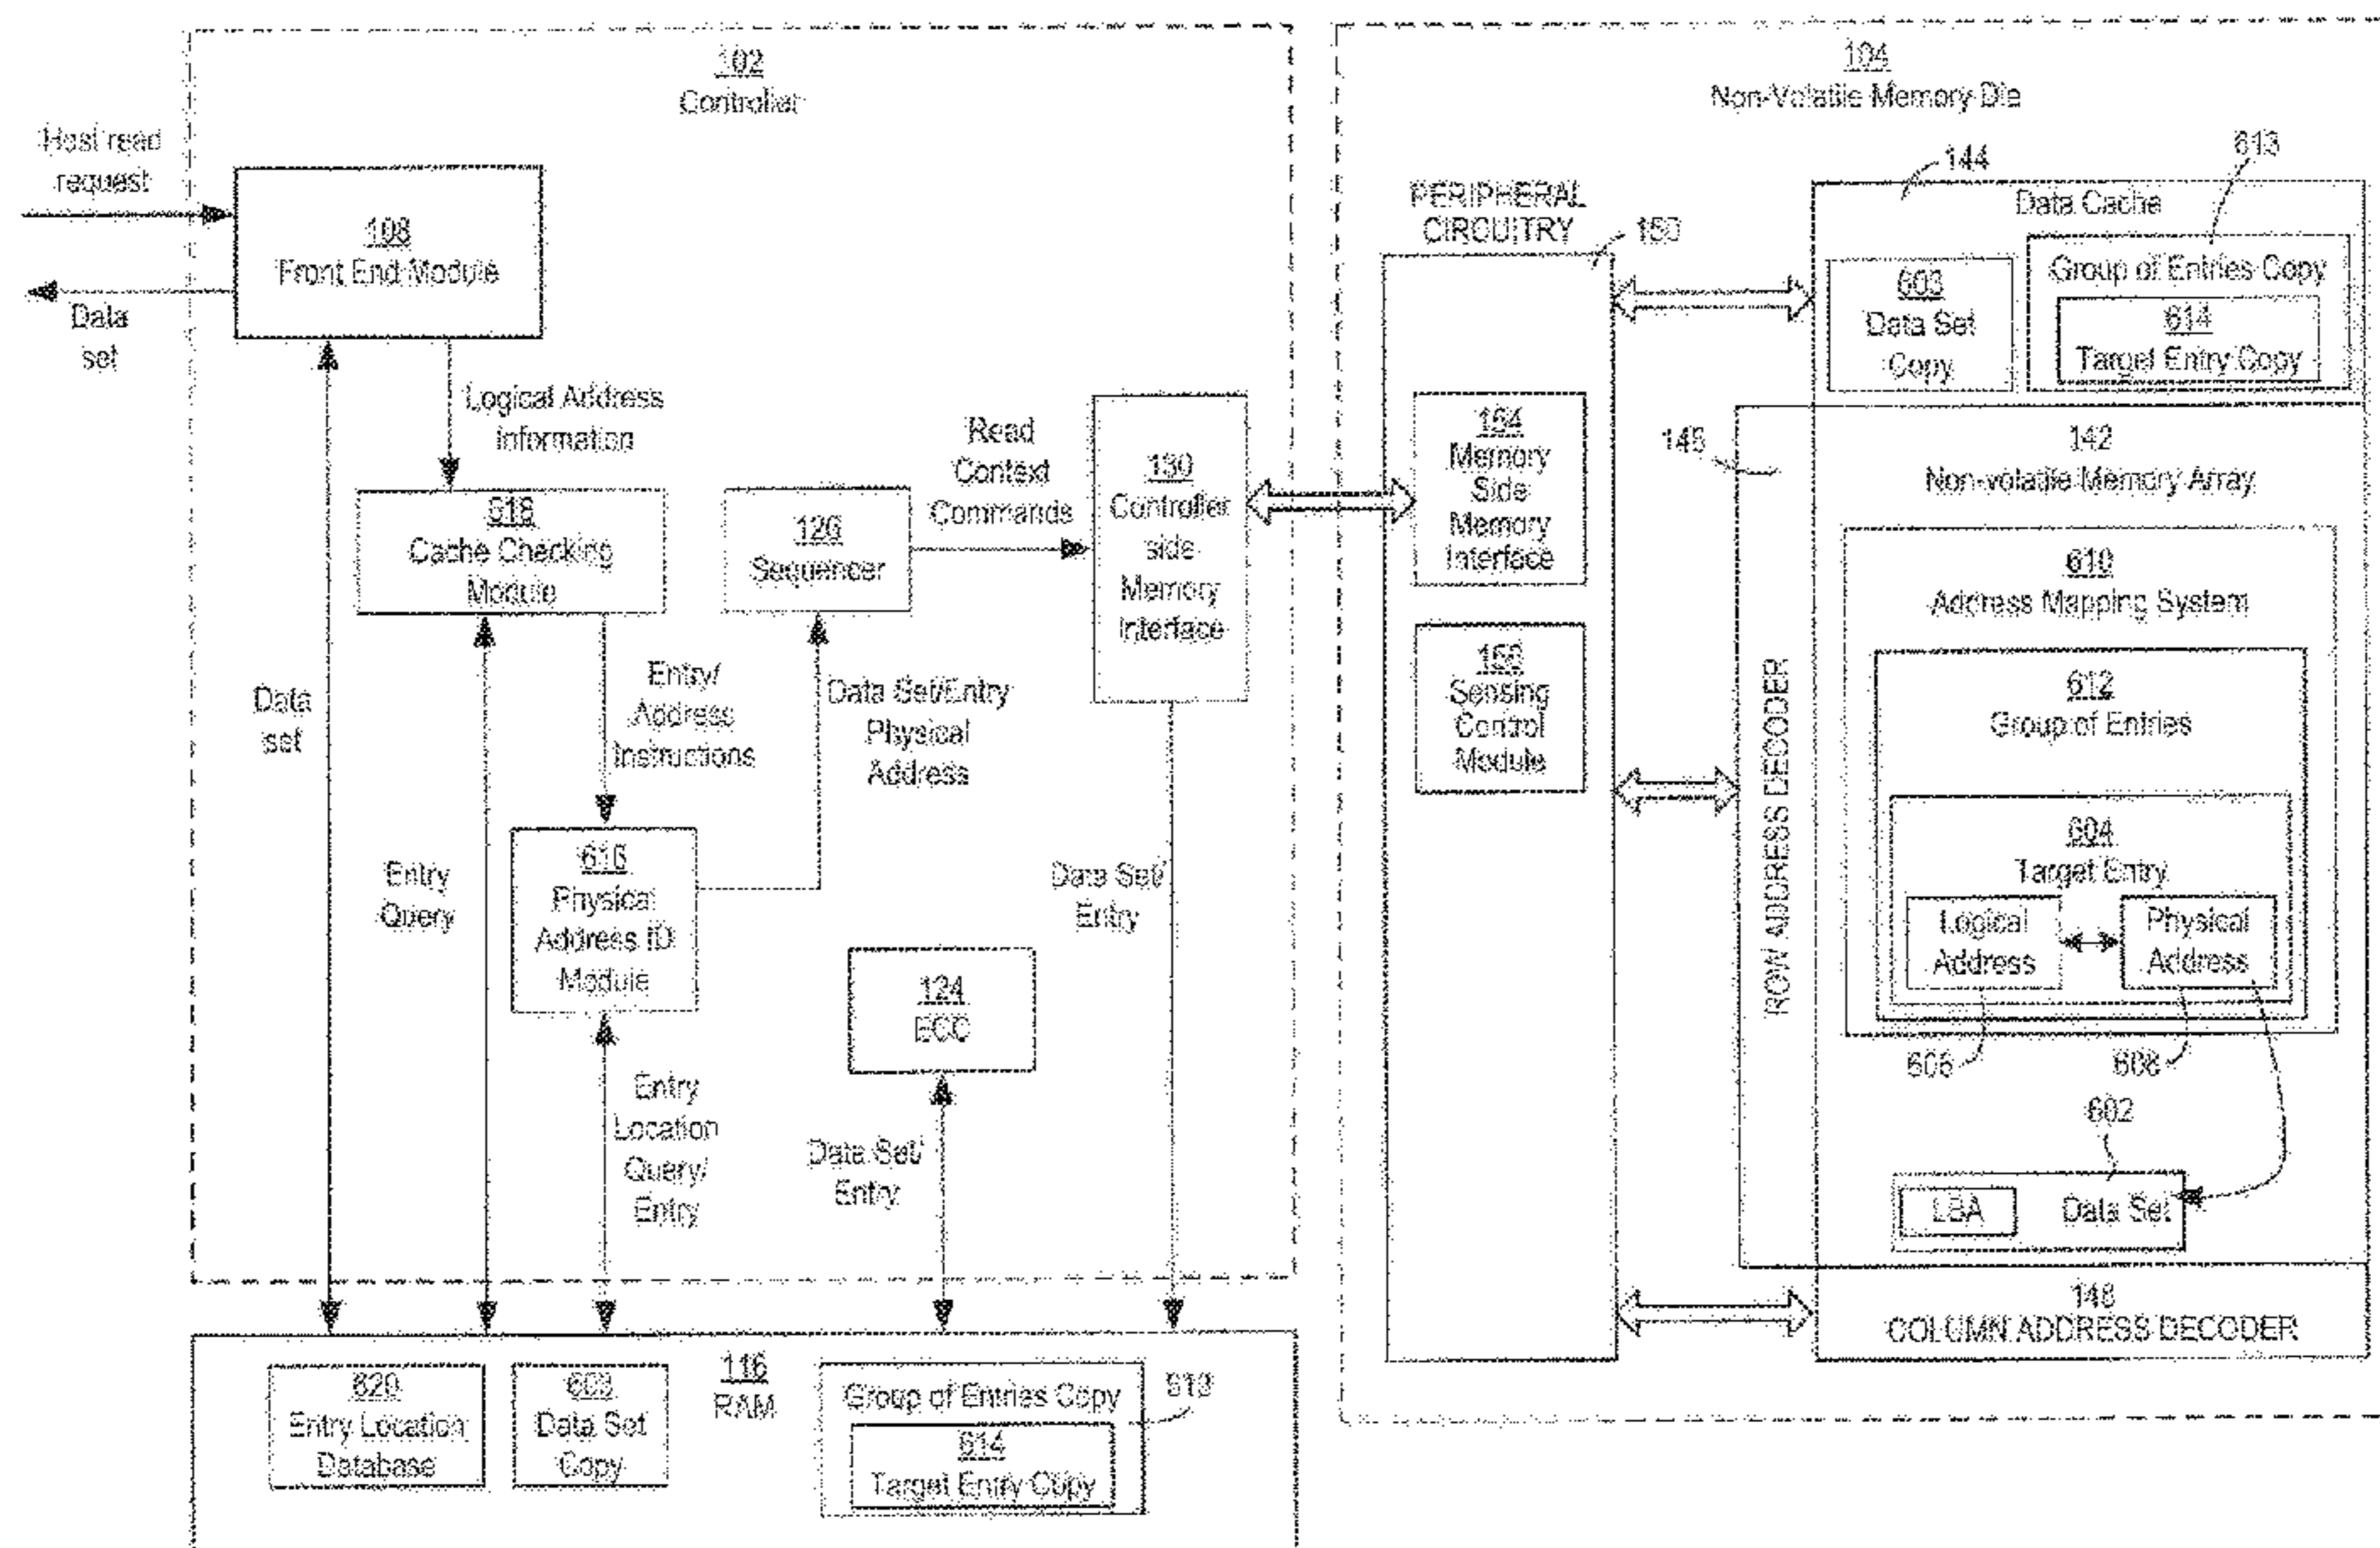 102
Controller
Host read
request
Data
set
108
Front End Module
Logical Address
Information
618
Cache Checking
Module
126
Sequencer
Read
Context
Commands
130
Controller
side
Memory
Interface
Data
set
Entry
Query
Entry/
Address
Instructions
Data Set/Entry
Physical
Address
616
Physical
Address ID
Module
Entry
Location
Query/
Entry
124
ECC
Data Set/
Entry
Data Set/
Entry
116
RAM
620
Entry Location
Database
603
Data Set
Copy
Group of Entries Copy
613
614
Target Entry Copy
104
Non-Volatile Memory Die
PERIPHERAL
CIRCUITRY
150
154
Memory
Side
Memory
Interface
156
Sensing
Control
Module
144
613
Data Cache
603
Data Set
Copy
Group of Entries Copy
614
Target Entry Copy
ROW ADDRESS DECODER
142
Non-volatile Memory Array
610
Address Mapping System
612
Group of Entries
604
Target Entry
Logical
Address
Physical
Address
606
608
602
LBA
Data Set
148
COLUMN ADDRESS DECODER